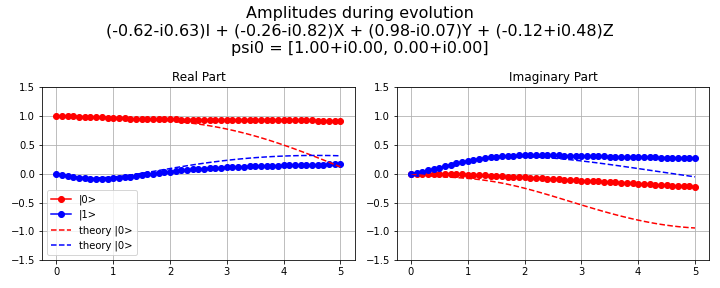 Amplitudes during evolution
(-0.62-i0.63)I + (-0.26-i0.82)X + (0.98-i0.07)Y + (-0.12+i0.48)Z
psi0 = [1.00+i0.00, 0.00+i0.00]
Real Part
1.5
1.0
0.5
0.0
−0.5
−1.0
−1.5
|0>
|1>
theory |0>
theory |0>
0 1 2 3 4 5
Imaginary Part
1.5
1.0
0.5
0.0
−0.5
−1.0
−1.5
0 1 2 3 4 5